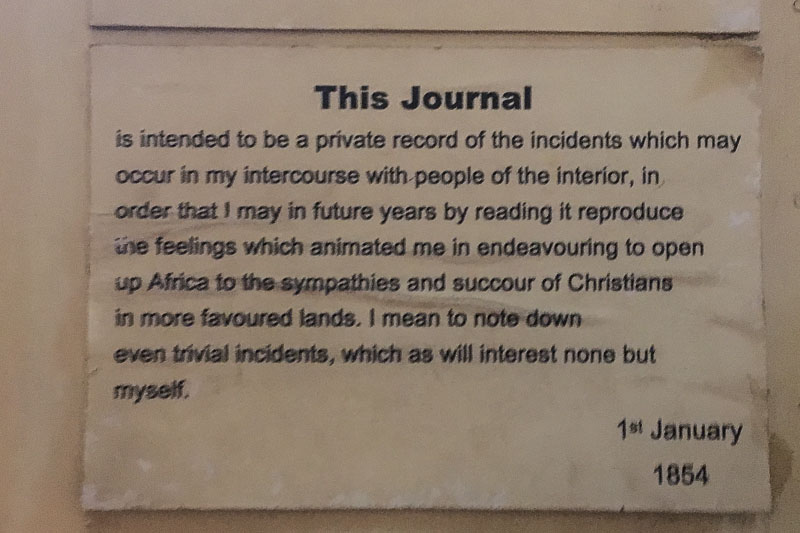 This Journal
is intended to be a private record of the incidents which may
occur in my intercourse with people of the interior, in
order that I may in future years by reading it reproduce
the feelings which animated me in endeavouring to open
up Africa to the sympathies and succour of Christians
in more favoured lands. I mean to note down
even trivial incidents, which as will interest none but
myself.
1st January
1854